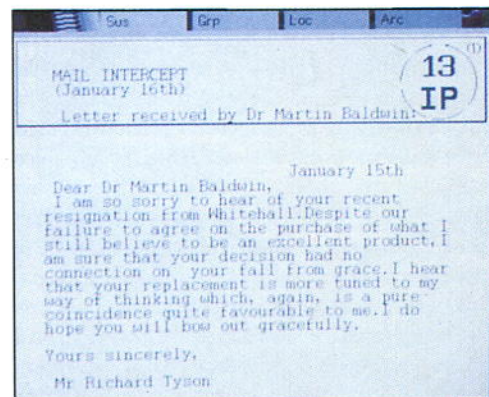 Sus Grp Loc Arc
(1)
MAIL INTERCEPT
(January 16th)
13
IP
Letter received by Dr Martin Baldwin:
January 15th
Dear Dr Martin Baldwin,
I am so sorry to hear of your recent
resignation from Whitehall.Despite our
failure to agree on the purchase of what I
still believe to be an excellent product,I
am sure that your decision had no
connection on your fall from grace.I hear
that your replacement is more tuned to my
way of thinking which, again, is a pure
coincidence quite favourable to me.I do
hope you will bow out gracefully.
Yours sincerely,
Mr Richard Tyson